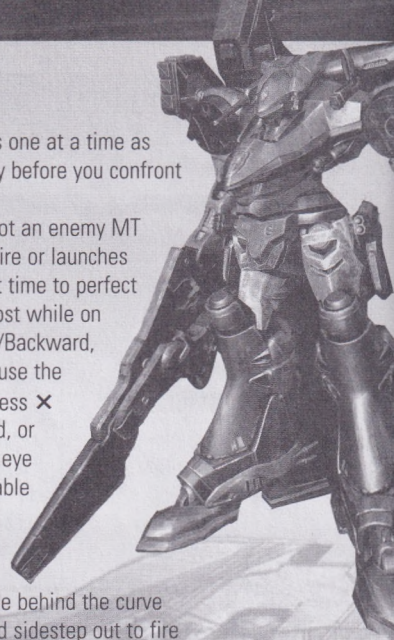 s one at a time as
y before you confront
ot an enemy MT
ire or launches
t time to perfect
ost while on
/Backward,
use the
ess ✕
d, or
eye
able
e behind the curve
d sidestep out to fire